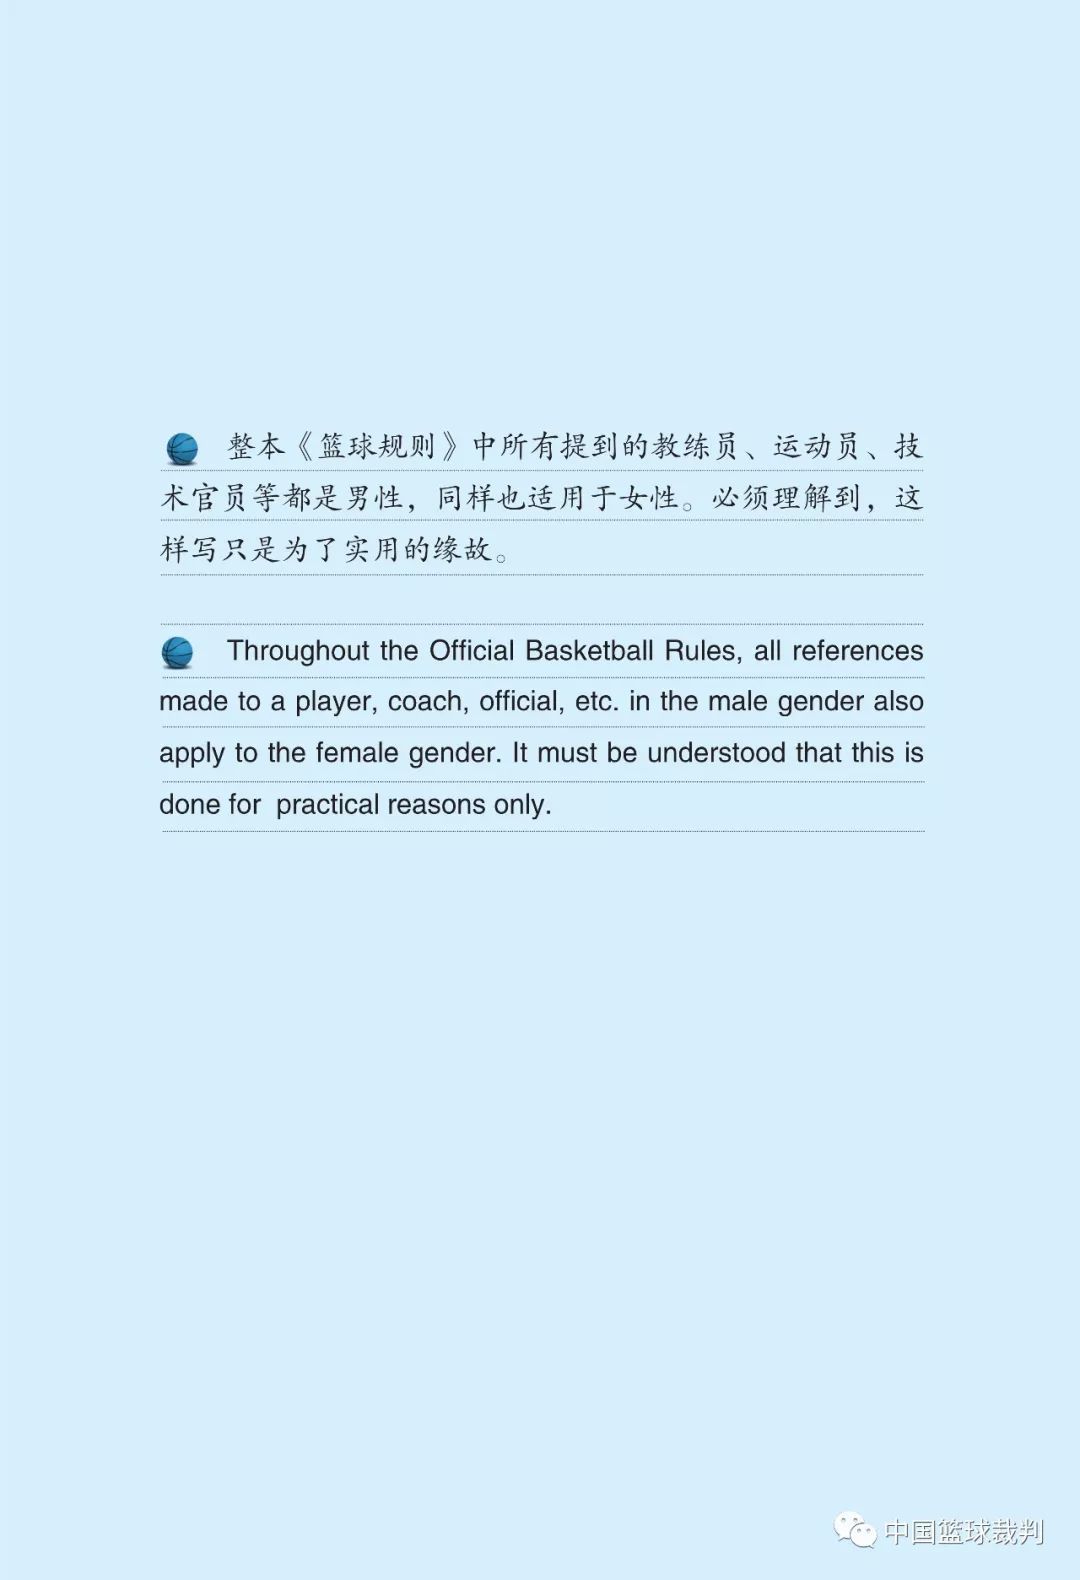 整本《篮球规则》中所有提到的教练员、运动员、技
术官员等都是男性，同样也适用于女性。必须理解到，这
样写只是为了实用的缘故。
Throughout the Official Basketball Rules, all references
made to a player, coach, official, etc. in the male gender also
apply to the female gender. It must be understood that this is
done for practical reasons only.
中国篮球裁判